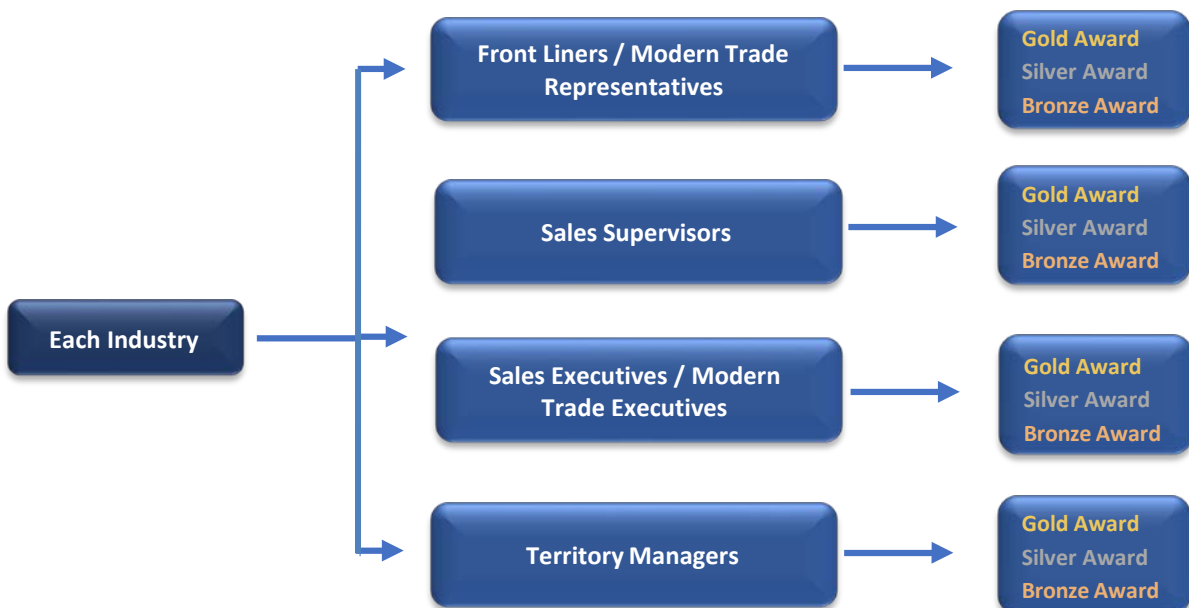 Front Liners / Modern Trade
Representatives
Gold Award
Silver Award
Bronze Award
Sales Supervisors
Gold Award
Silver Award
Bronze Award
Each Industry
Sales Executives / Modern
Trade Executives
Gold Award
Silver Award
Bronze Award
Territory Managers
Gold Award
Silver Award
Bronze Award